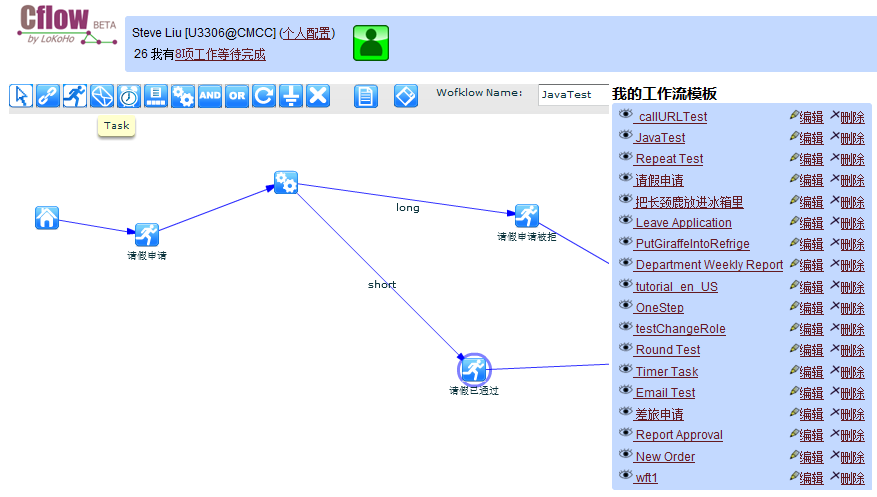 Cflow BETA
by LoKoHo
Steve Liu [U3306@CMCC] (个人配置)
26 我有8项工作等待完成
AND OR
Wofklow Name: JavaTest
Task
请假申请
long
请假申请被拒
short
请假已通过
我的工作流模板
callURLTest 编辑 删除
JavaTest 编辑 删除
Repeat Test 编辑 删除
请假申请 编辑 删除
把长颈鹿放进冰箱里 编辑 删除
Leave Application 编辑 删除
PutGiraffeIntoRefrige 编辑 删除
Department Weekly Report 编辑 删除
tutorial_en_US 编辑 删除
OneStep 编辑 删除
testChangeRole 编辑 删除
Round Test 编辑 删除
Timer Task 编辑 删除
Email Test 编辑 删除
差旅申请 编辑 删除
Report Approval 编辑 删除
New Order 编辑 删除
wft1 编辑 删除